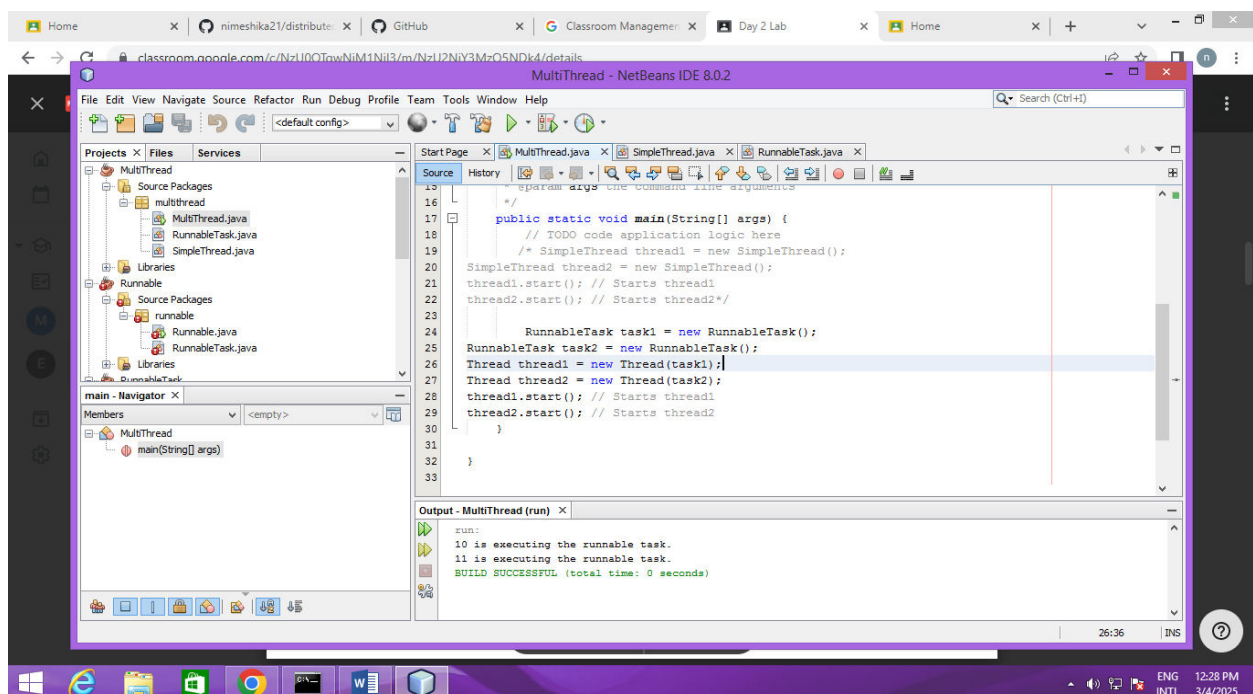 Home
nimeshika21/distribute
GitHub
Classroom Managemen
Day 2 Lab
Home
classroom.google.com/c/NzU0OTgwNjM1NjI3/m/NzU2NjY3MzQ5NDk4/details
n
MultiThread - NetBeans IDE 8.0.2
File Edit View Navigate Source Refactor Run Debug Profile Team Tools Window Help
Search (Ctrl+I)
<default config>
Projects Files Services
Start Page MultiThread.java SimpleThread.java RunnableTask.java
MultiThread
Source Packages
multithread
MultiThread.java
RunnableTask.java
SimpleThread.java
Libraries
Runnable
Source Packages
runnable
Runnable.java
RunnableTask.java
Libraries
RunnableTask
Source History
15 * @param args the command line arguments
16 */
17 public static void main(String[] args) {
18 // TODO code application logic here
19 /* SimpleThread thread1 = new SimpleThread();
20 SimpleThread thread2 = new SimpleThread();
21 thread1.start(); // Starts thread1
22 thread2.start(); // Starts thread2*/
23
24 RunnableTask task1 = new RunnableTask();
25 RunnableTask task2 = new RunnableTask();
26 Thread thread1 = new Thread(task1);
27 Thread thread2 = new Thread(task2);
28 thread1.start(); // Starts thread1
29 thread2.start(); // Starts thread2
30 }
31
32 }
33
main - Navigator
Members <empty>
MultiThread
main(String[] args)
Output - MultiThread (run)
run:
10 is executing the runnable task.
11 is executing the runnable task.
BUILD SUCCESSFUL (total time: 0 seconds)
26:36 INS
M
E
ENG 12:28 PM
INTL 3/4/2025